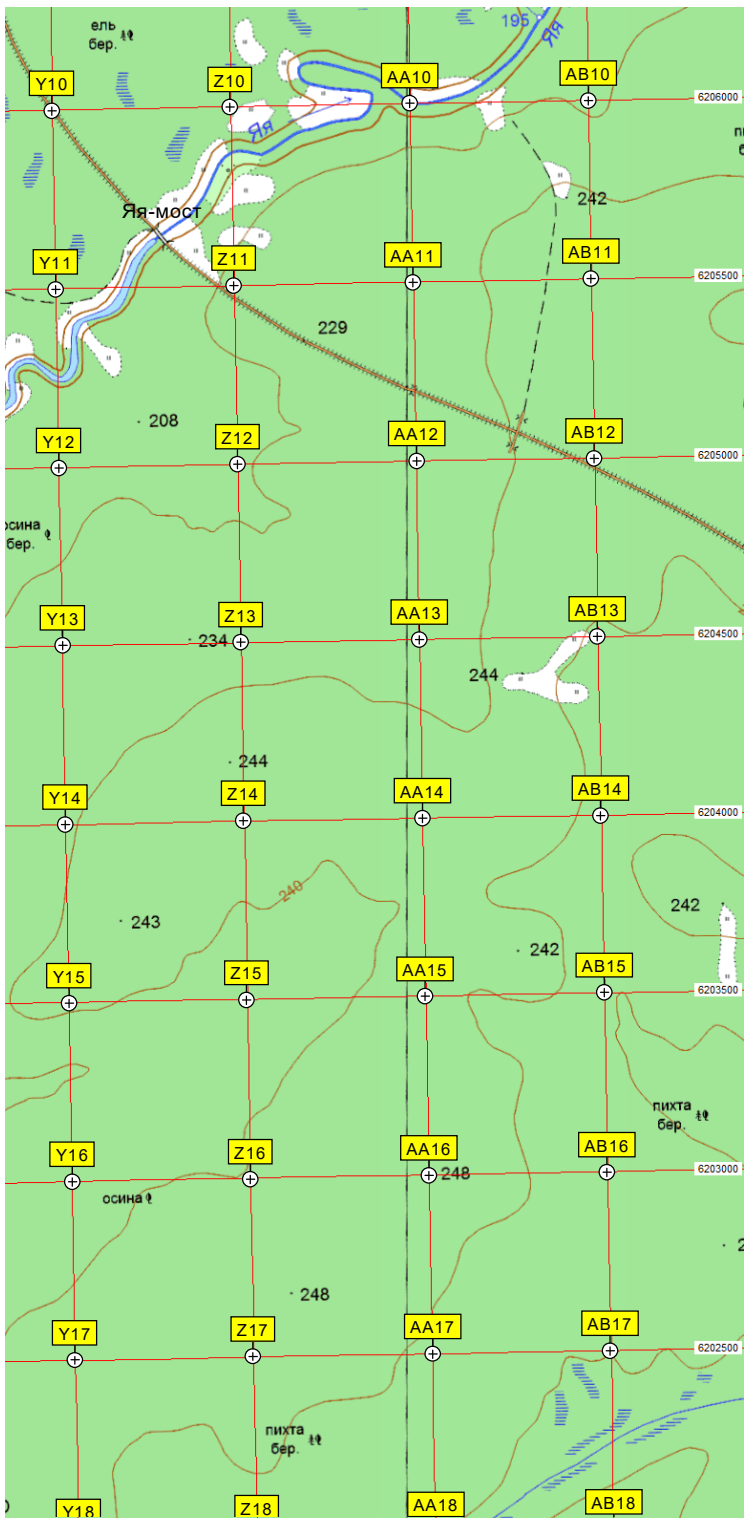 195
Яя
ель
бер.
Y10
Z10
AA10
AB10
6206000
Яя
242
Яя-мост
Y11
Z11
AA11
AB11
6205500
229
208
Y12
Z12
AA12
AB12
6205000
осина
бер.
Y13
Z13
AA13
AB13
6204500
234
244
244
Y14
Z14
AA14
AB14
6204000
240
243
242
242
Y15
Z15
AA15
AB15
6203500
пихта
бер.
Y16
Z16
AA16
AB16
6203000
248
осина
248
Y17
Z17
AA17
AB17
6202500
пихта
бер.
Y18
Z18
AA18
AB18